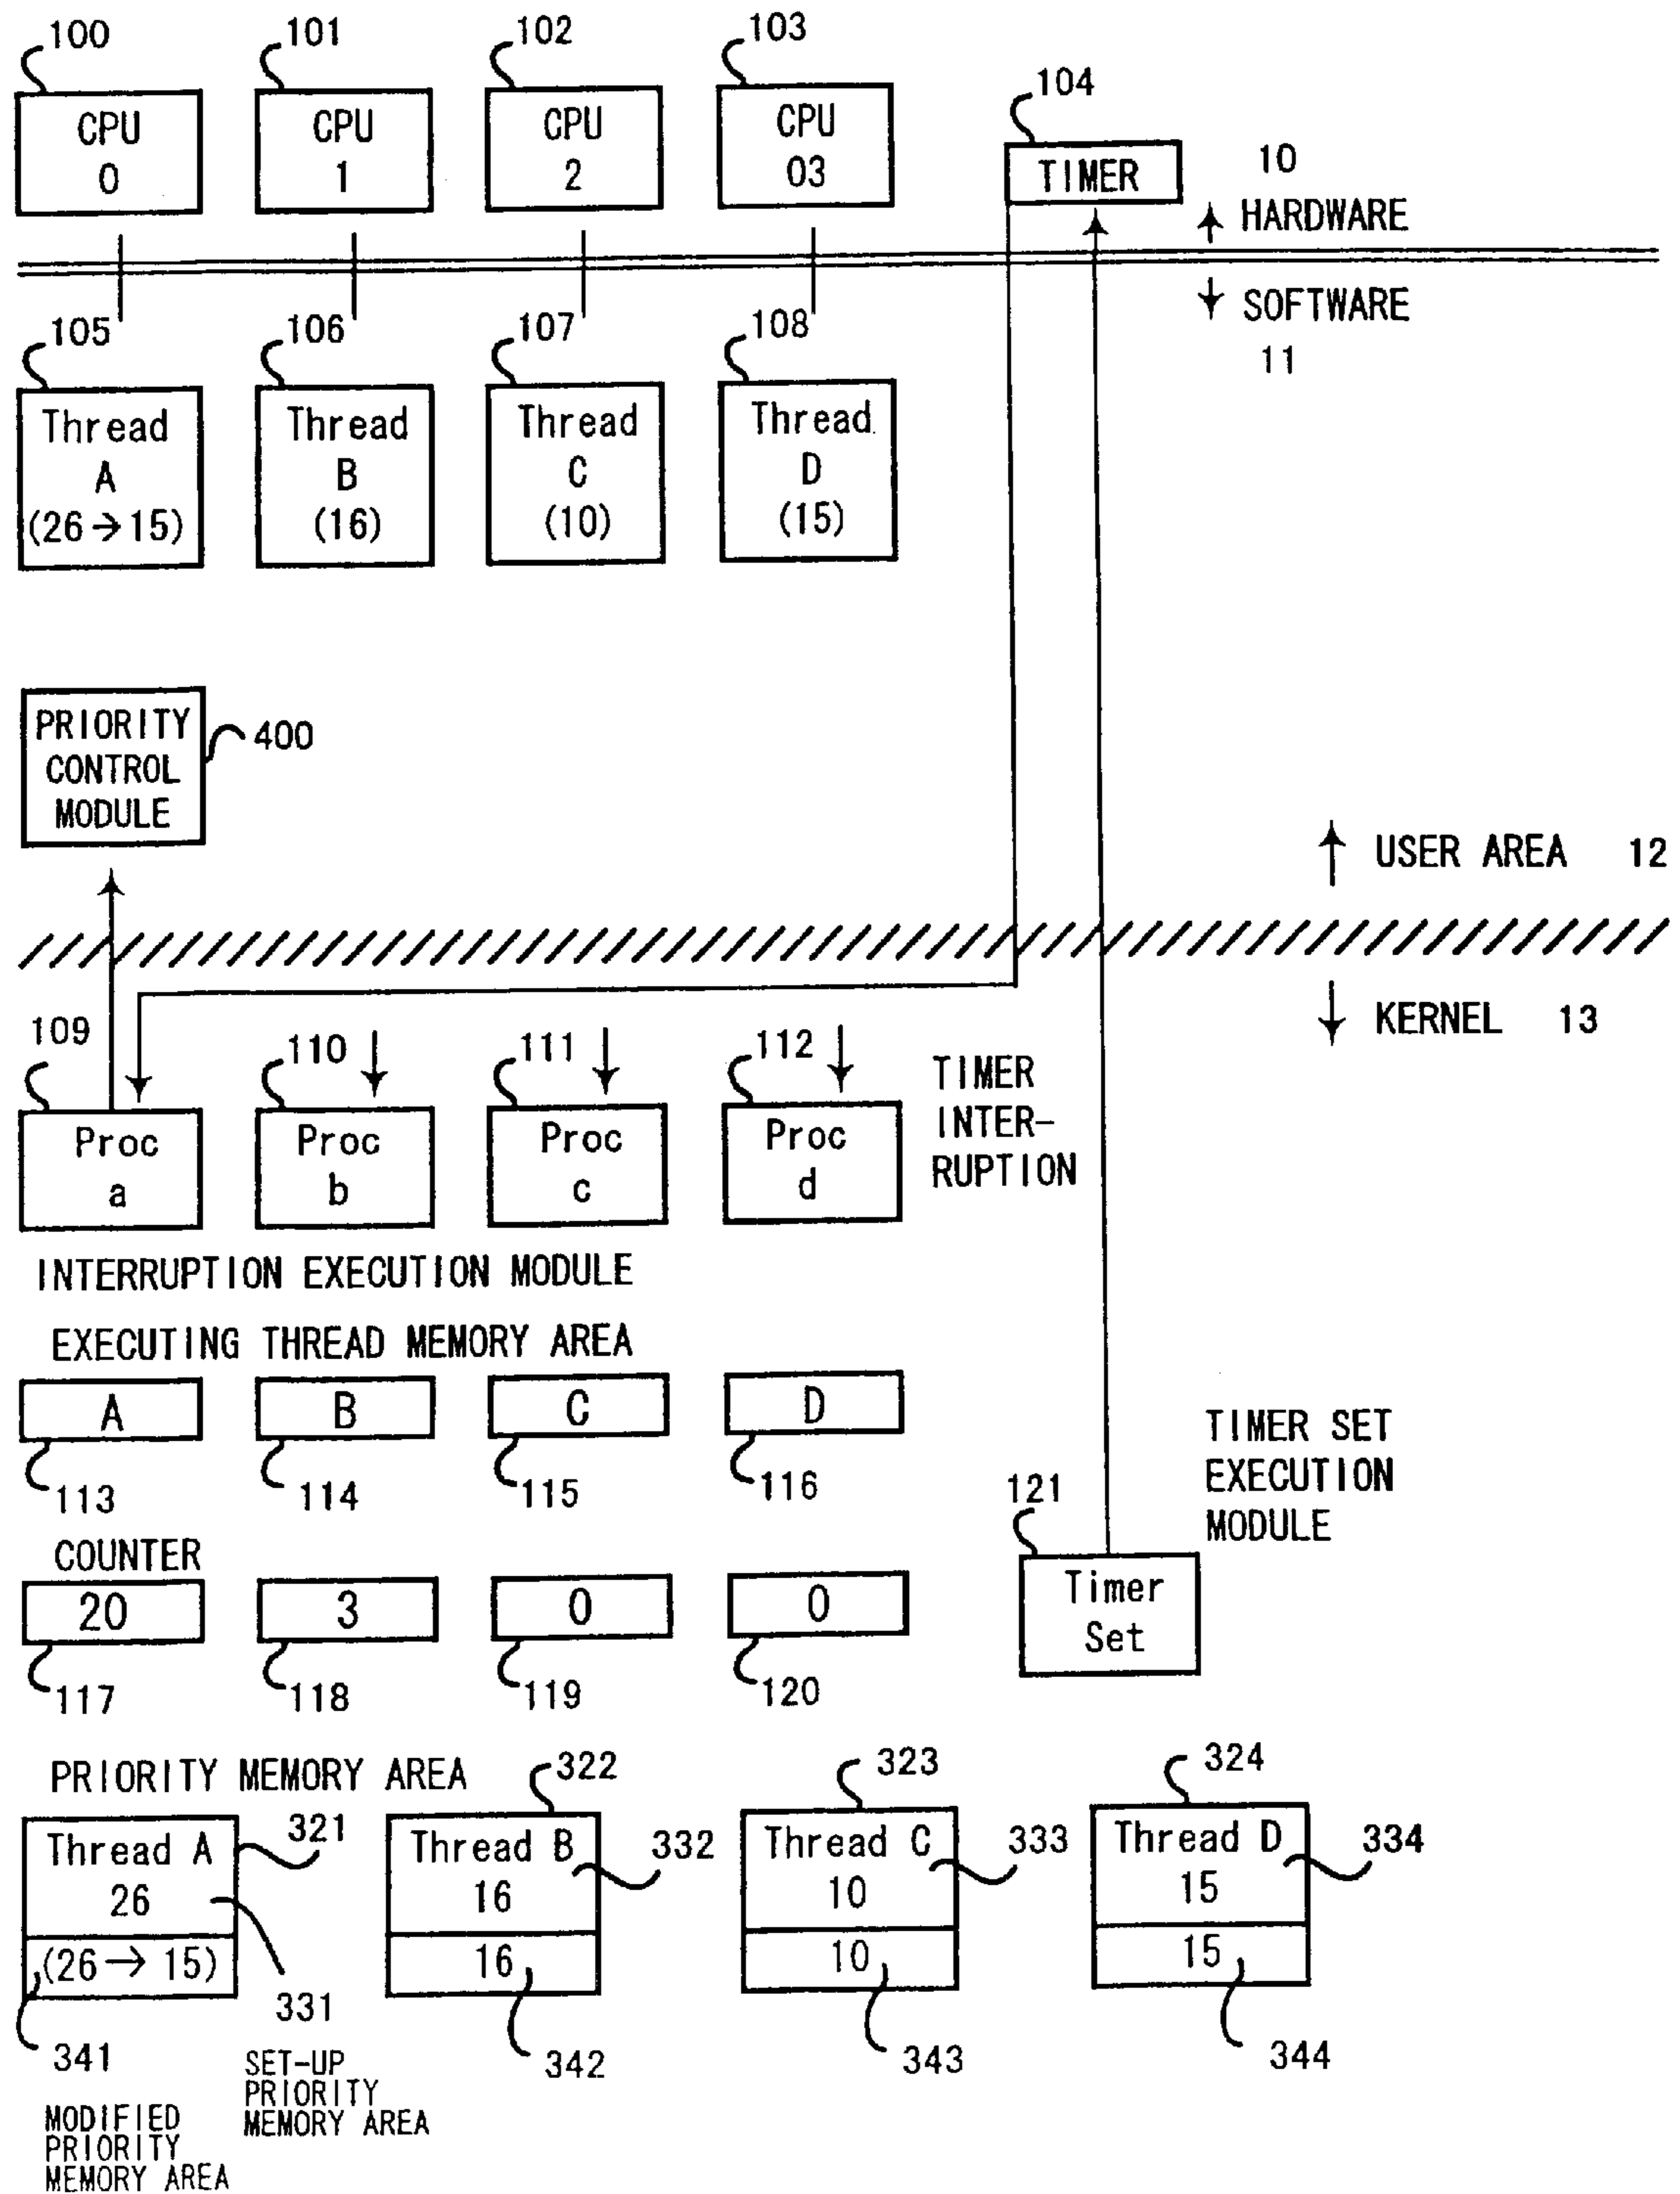 100
101
102
103
104
CPU
0
CPU
1
CPU
2
CPU
03
TIMER
10
HARDWARE
SOFTWARE
11
105
106
107
108
Thread
A
(26→15)
Thread
B
(16)
Thread
C
(10)
Thread
D
(15)
PRIORITY
CONTROL
MODULE
400
USER AREA 12
KERNEL 13
109
110
111
112
Proc
a
Proc
b
Proc
c
Proc
d
TIMER
INTER-
RUPTION
INTERRUPTION EXECUTION MODULE
EXECUTING THREAD MEMORY AREA
A
B
C
D
113
114
115
116
COUNTER
20
3
0
0
117
118
119
120
121
TIMER SET
EXECUTION
MODULE
Timer
Set
PRIORITY MEMORY AREA
321
322
323
324
Thread A
26
(26→15)
Thread B
16
16
Thread C
10
10
Thread D
15
15
331
332
333
334
341
342
343
344
SET-UP
PRIORITY
MEMORY AREA
MODIFIED
PRIORITY
MEMORY AREA